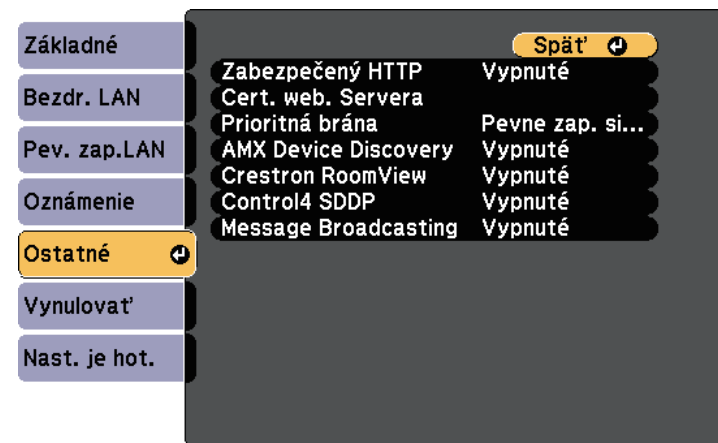 Základné
Bezdr. LAN
Pev. zap.LAN
Oznámenie
Ostatné
Vynulovať
Nast. je hot.
Späť
Zabezpečený HTTP Vypnuté
Cert. web. Servera
Prioritná brána Pevne zap. si...
AMX Device Discovery Vypnuté
Crestron RoomView Vypnuté
Control4 SDDP Vypnuté
Message Broadcasting Vypnuté